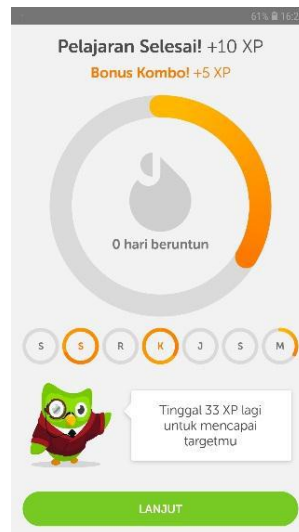 61% 16:2
Pelajaran Selesai! +10 XP
Bonus Kombo! +5 XP
0 hari beruntun
S S R K J S M
Tinggal 33 XP lagi
untuk mencapai
targetmu
LANJUT